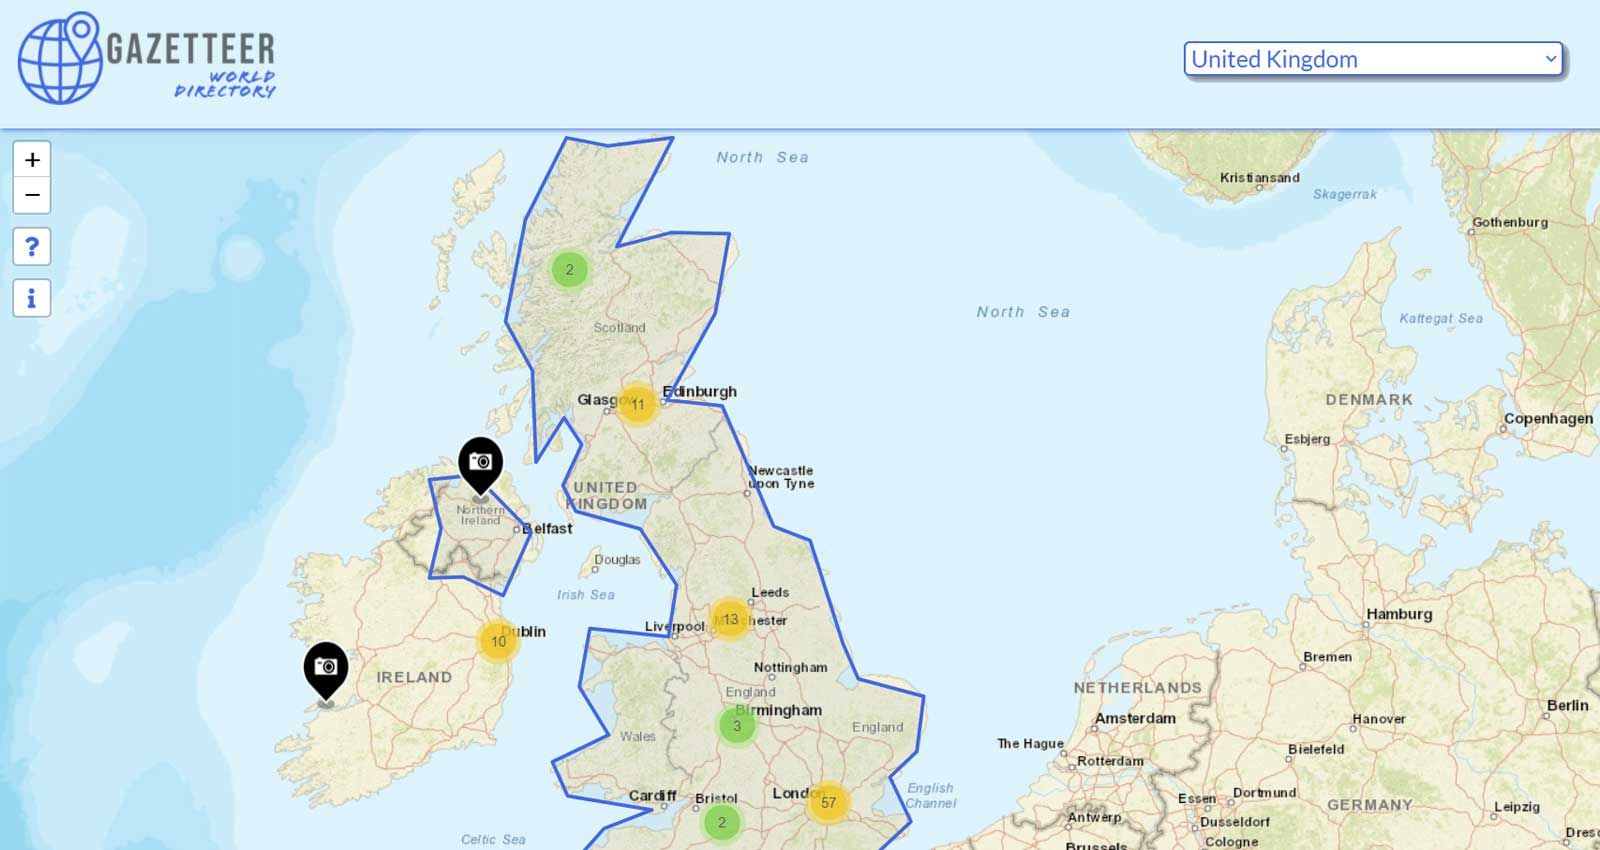 GAZETTEER
WORLD
DIRECTORY
United Kingdom
+
−
?
i
North Sea
Kristiansand
Skagerrak
Gothenburg
2
North Sea
Kattegat Sea
Scotland
Edinburgh
Glasgow
11
DENMARK
Copenhagen
Esbjerg
Newcastle
upon Tyne
UNITED
KINGDOM
Northern
Ireland
Belfast
Douglas
Irish Sea
Leeds
13
Manchester
Liverpool
Dublin
10
Hamburg
Bremen
Nottingham
IRELAND
England
NETHERLANDS
Birmingham
3
England
Wales
Amsterdam
Hanover
Berlin
The Hague
Bielefeld
Rotterdam
English
Channel
Cardiff
Bristol
London
57
Essen
Dortmund
GERMANY
Leipzig
2
Antwerp
Dusseldorf
Celtic Sea
Brussels
Cologne